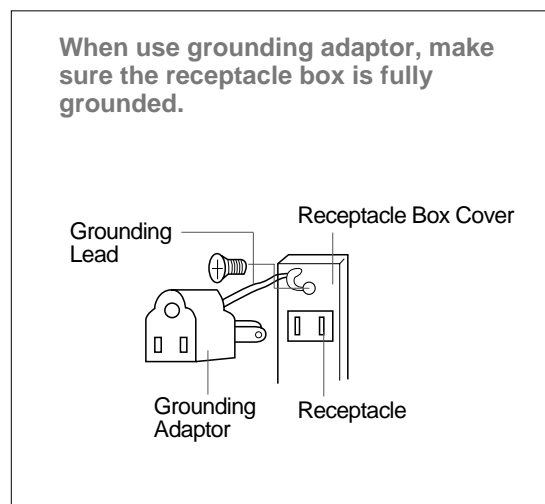 When use grounding adaptor, make
sure the receptacle box is fully
grounded.
Grounding
Lead
Receptacle Box Cover
Grounding
Adaptor
Receptacle